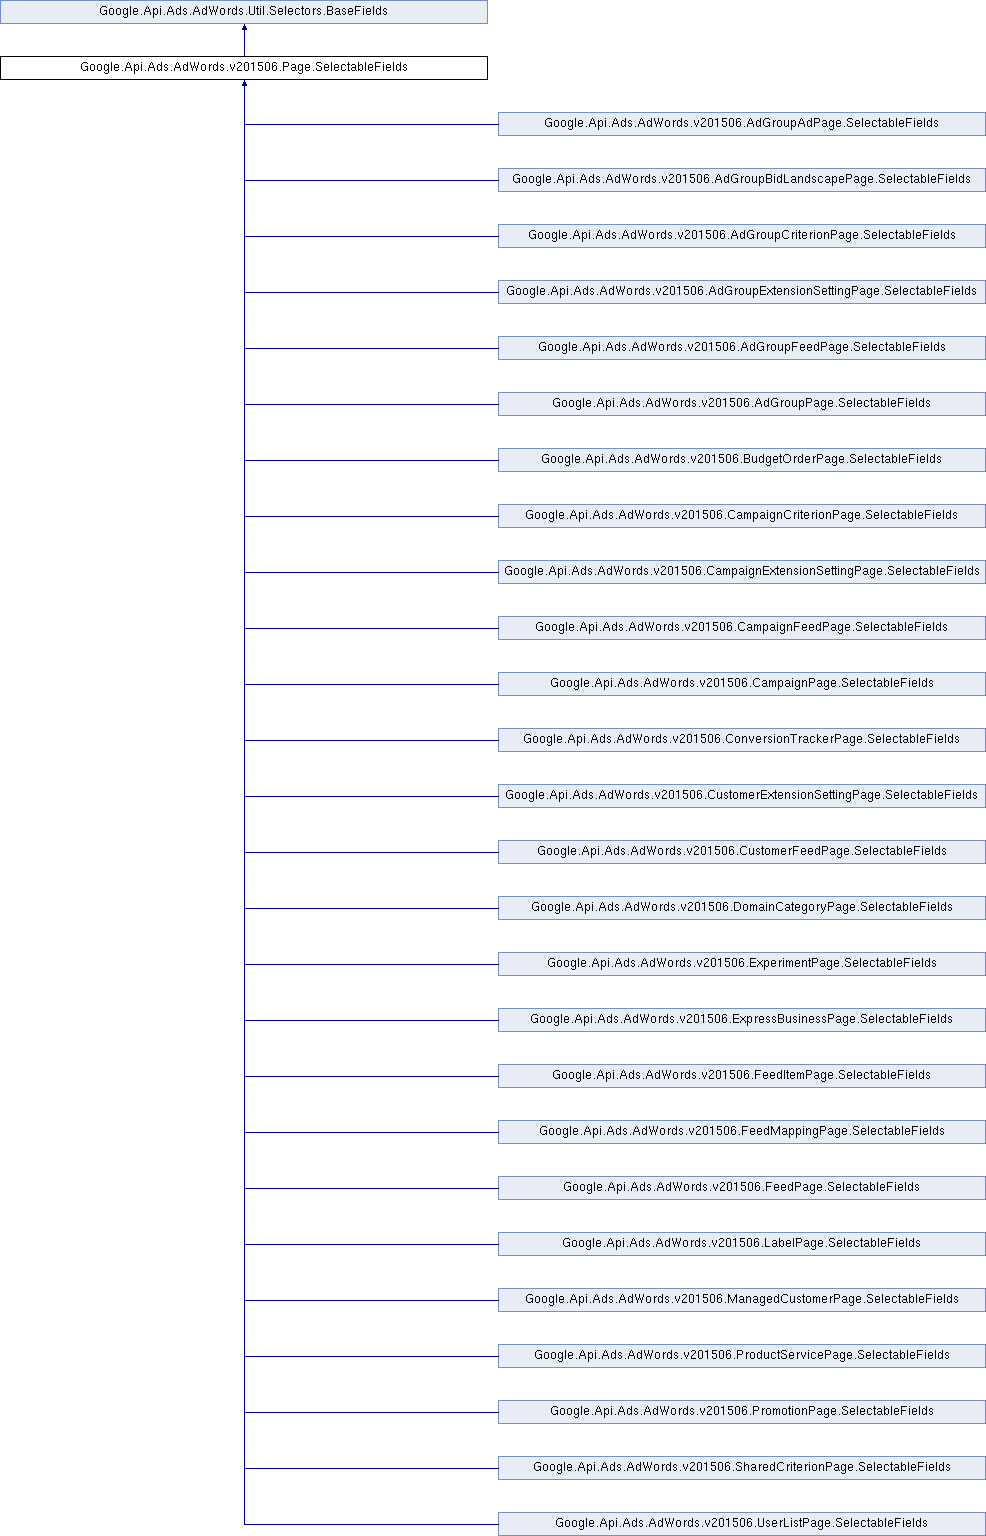 Google.Api.Ads.AdWords.Util.Selectors.BaseFields
Google.Api.Ads.AdWords.v201506.Page.SelectableFields
Google.Api.Ads.AdWords.v201506.AdGroupAdPage.SelectableFields
Google.Api.Ads.AdWords.v201506.AdGroupBidLandscapePage.SelectableFields
Google.Api.Ads.AdWords.v201506.AdGroupCriterionPage.SelectableFields
Google.Api.Ads.AdWords.v201506.AdGroupExtensionSettingPage.SelectableFields
Google.Api.Ads.AdWords.v201506.AdGroupFeedPage.SelectableFields
Google.Api.Ads.AdWords.v201506.AdGroupPage.SelectableFields
Google.Api.Ads.AdWords.v201506.BudgetOrderPage.SelectableFields
Google.Api.Ads.AdWords.v201506.CampaignCriterionPage.SelectableFields
Google.Api.Ads.AdWords.v201506.CampaignExtensionSettingPage.SelectableFields
Google.Api.Ads.AdWords.v201506.CampaignFeedPage.SelectableFields
Google.Api.Ads.AdWords.v201506.CampaignPage.SelectableFields
Google.Api.Ads.AdWords.v201506.ConversionTrackerPage.SelectableFields
Google.Api.Ads.AdWords.v201506.CustomerExtensionSettingPage.SelectableFields
Google.Api.Ads.AdWords.v201506.CustomerFeedPage.SelectableFields
Google.Api.Ads.AdWords.v201506.DomainCategoryPage.SelectableFields
Google.Api.Ads.AdWords.v201506.ExperimentPage.SelectableFields
Google.Api.Ads.AdWords.v201506.ExpressBusinessPage.SelectableFields
Google.Api.Ads.AdWords.v201506.FeedItemPage.SelectableFields
Google.Api.Ads.AdWords.v201506.FeedMappingPage.SelectableFields
Google.Api.Ads.AdWords.v201506.FeedPage.SelectableFields
Google.Api.Ads.AdWords.v201506.LabelPage.SelectableFields
Google.Api.Ads.AdWords.v201506.ManagedCustomerPage.SelectableFields
Google.Api.Ads.AdWords.v201506.ProductServicePage.SelectableFields
Google.Api.Ads.AdWords.v201506.PromotionPage.SelectableFields
Google.Api.Ads.AdWords.v201506.SharedCriterionPage.SelectableFields
Google.Api.Ads.AdWords.v201506.UserListPage.SelectableFields